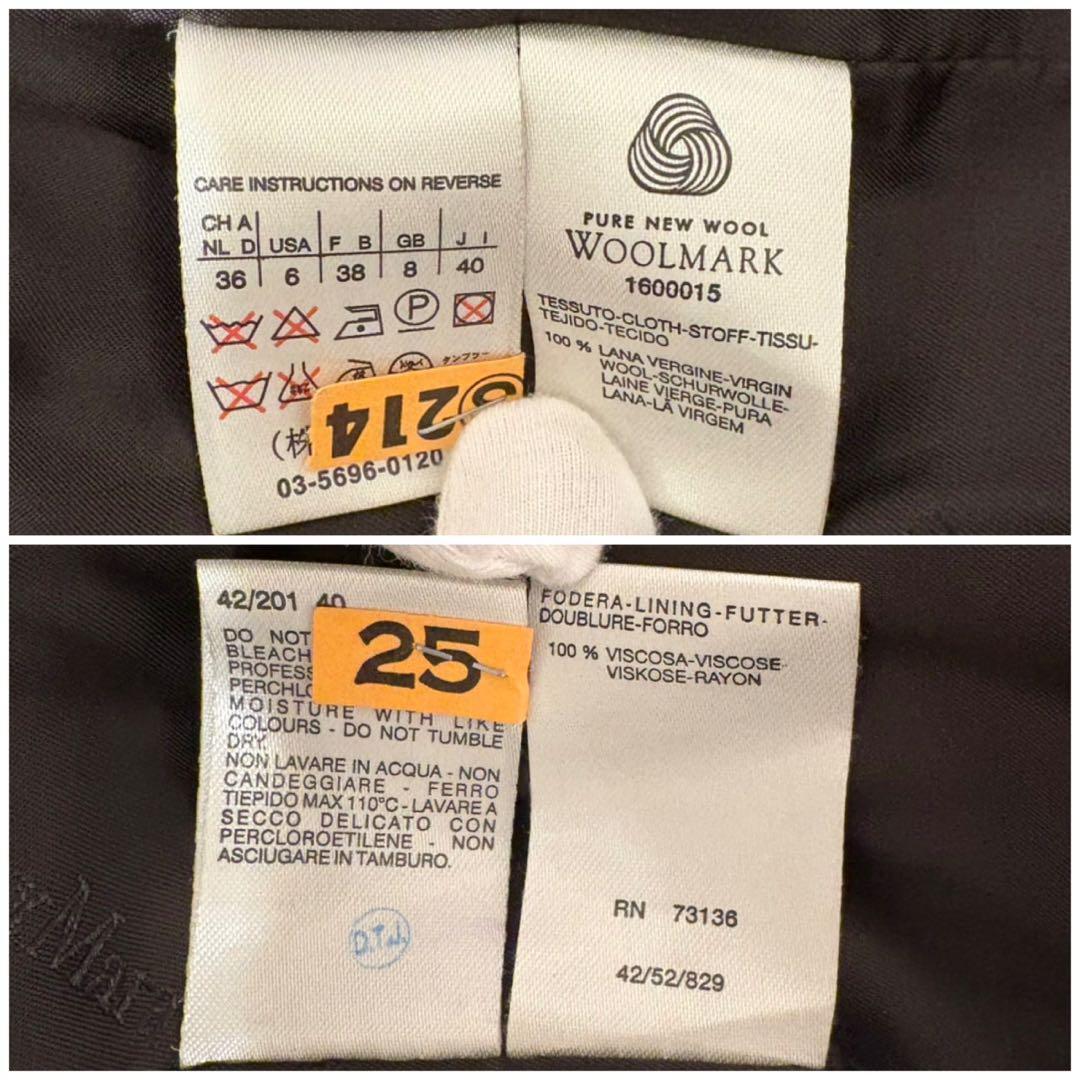 CARE INSTRUCTIONS ON REVERSE
CH A
NL D USA F B GB J I
36 6 38 8 40
P
03-5696-0120
214
PURE NEW WOOL
WOOLMARK
1600015
TESSUTO-CLOTH-STOFF-TISSU-
TEJIDO-TECIDO
100 % LANA VERGINE-VIRGIN
WOOL-SCHURWOLLE-
LAINE VIERGE-PURA
LANA-LÃ VIRGEM
42/201 40
25
DO NOT
BLEACH
MOISTURE WITH LIKE
COLOURS - DO NOT TUMBLE
DRY.
NON LAVARE IN ACQUA - NON
CANDEGGIARE - FERRO
TIEPIDO MAX 110°C - LAVARE A
SECCO DELICATO CON
PERCLOROETILENE - NON
ASCIUGARE IN TAMBURO.
D.T.J.
FODERA-LINING-FUTTER-
DOUBLURE-FORRO
100 % VISCOSA-VISCOSE-
VISKOSE-RAYON
RN 73136
42/52/829